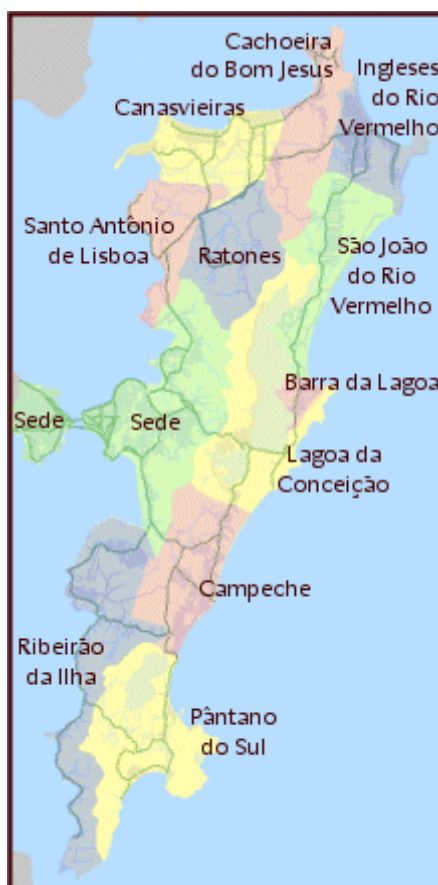 Cachoeira
do Bom Jesus
Ingleses
do Rio
Vermelho
Canasvieiras
Santo Antônio
de Lisboa
Ratones
São João
do Rio
Vermelho
Barra da Lagoa
Sede
Sede
Lagoa da
Conceição
Campeche
Ribeirão
da Ilha
Pântano
do Sul